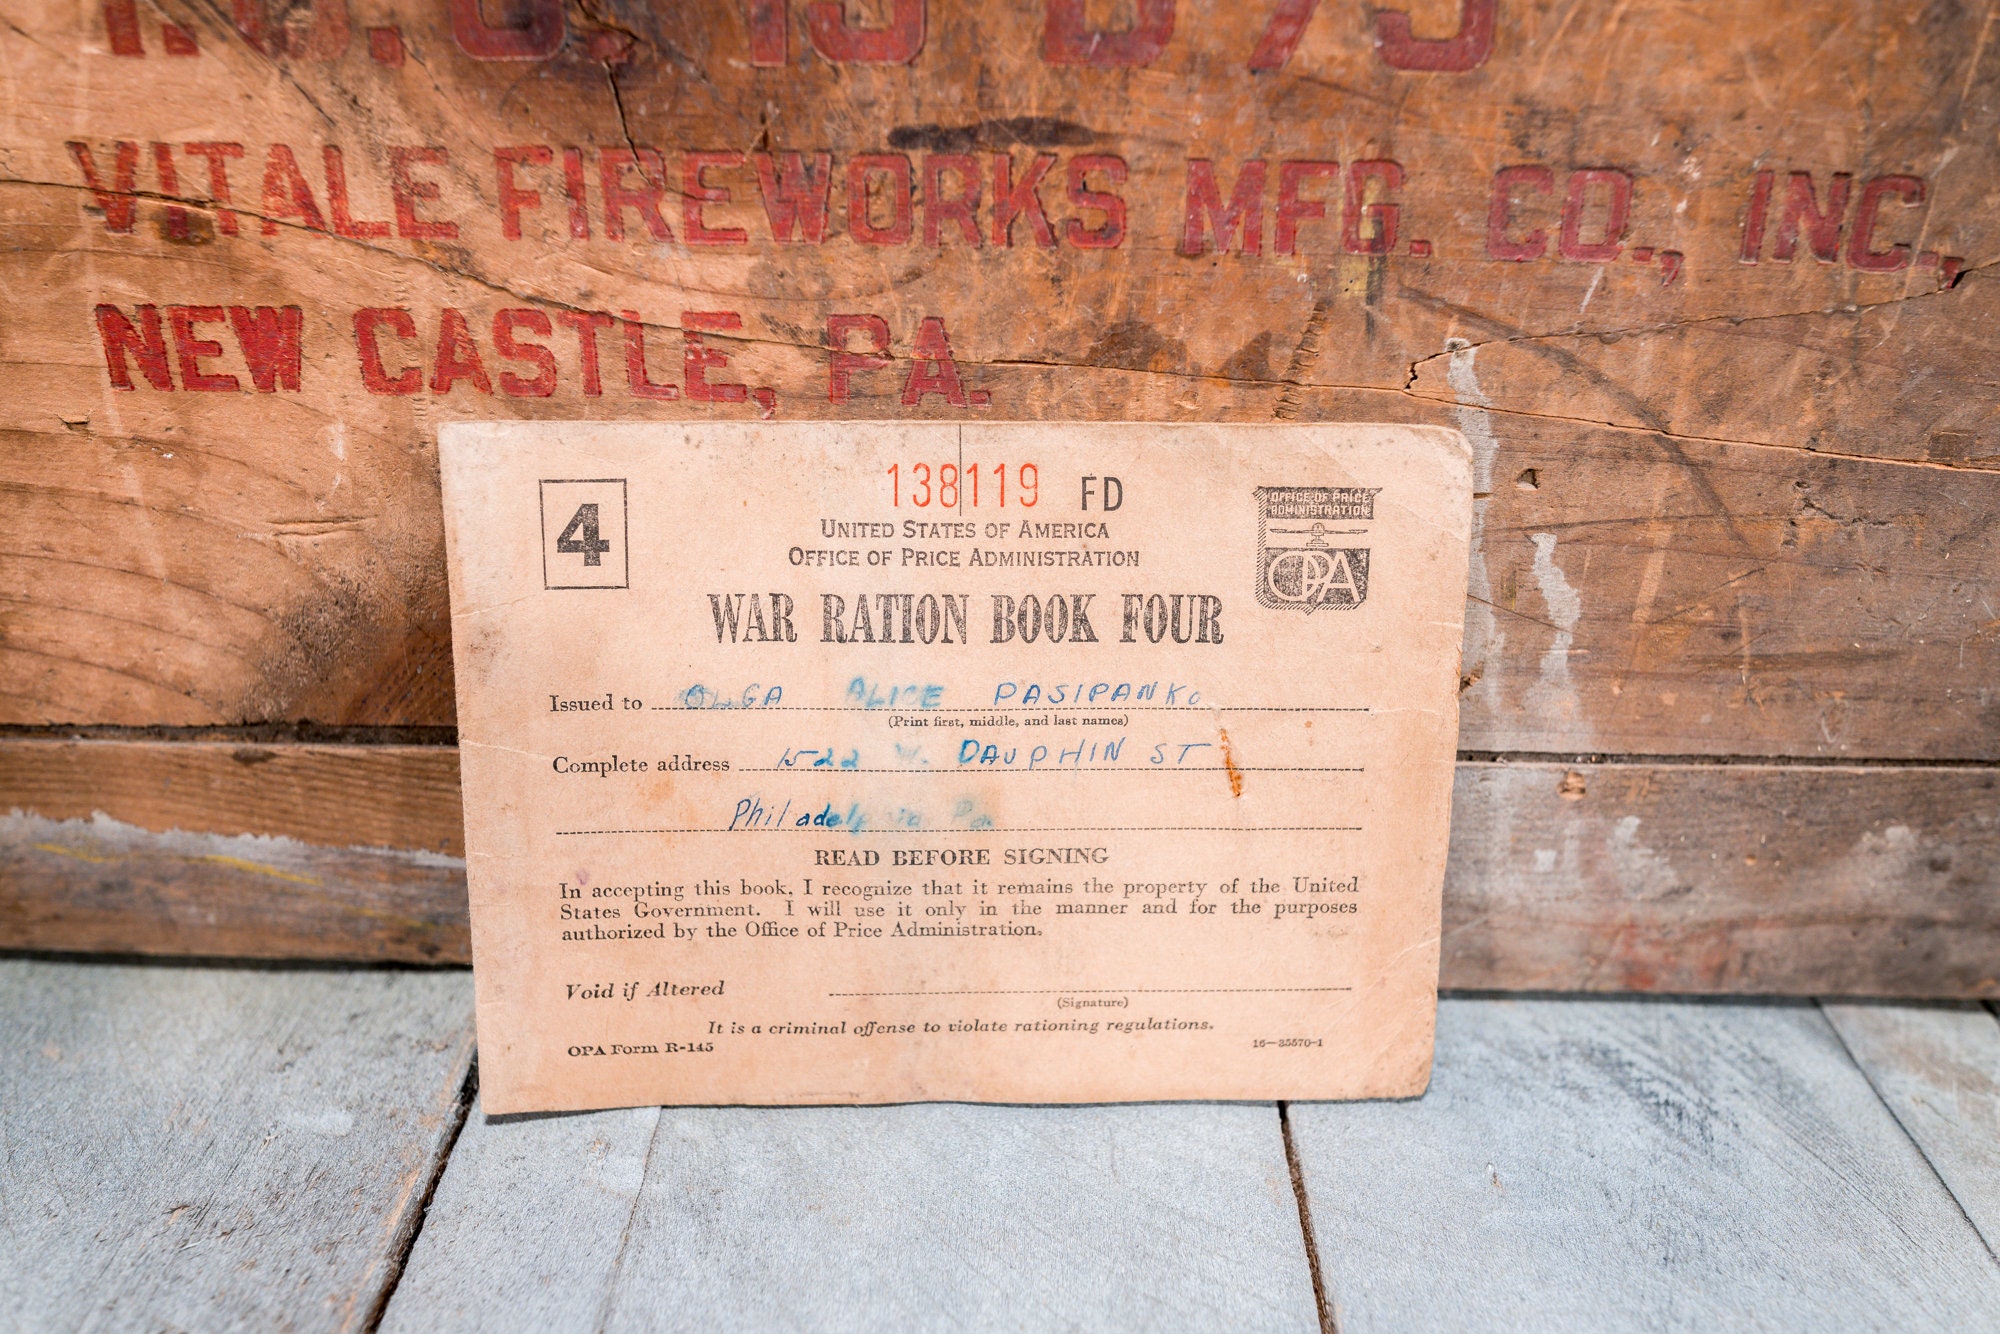 VITALE FIREWORKS MFG. CO., INC.,
NEW CASTLE, PA.
4
138119 FD
OFFICE OF PRICE
ADMINISTRATION
OPA
UNITED STATES OF AMERICA
OFFICE OF PRICE ADMINISTRATION
WAR RATION BOOK FOUR
Issued to OLGA ALICE PASIPANKO
(Print first, middle, and last names)
Complete address 1522 W. DAUPHIN ST
Philadelphia Pa
READ BEFORE SIGNING
In accepting this book, I recognize that it remains the property of the United
States Government. I will use it only in the manner and for the purposes
authorized by the Office of Price Administration.
Void if Altered
(Signature)
It is a criminal offense to violate rationing regulations.
OPA Form R-145
16—35570-1